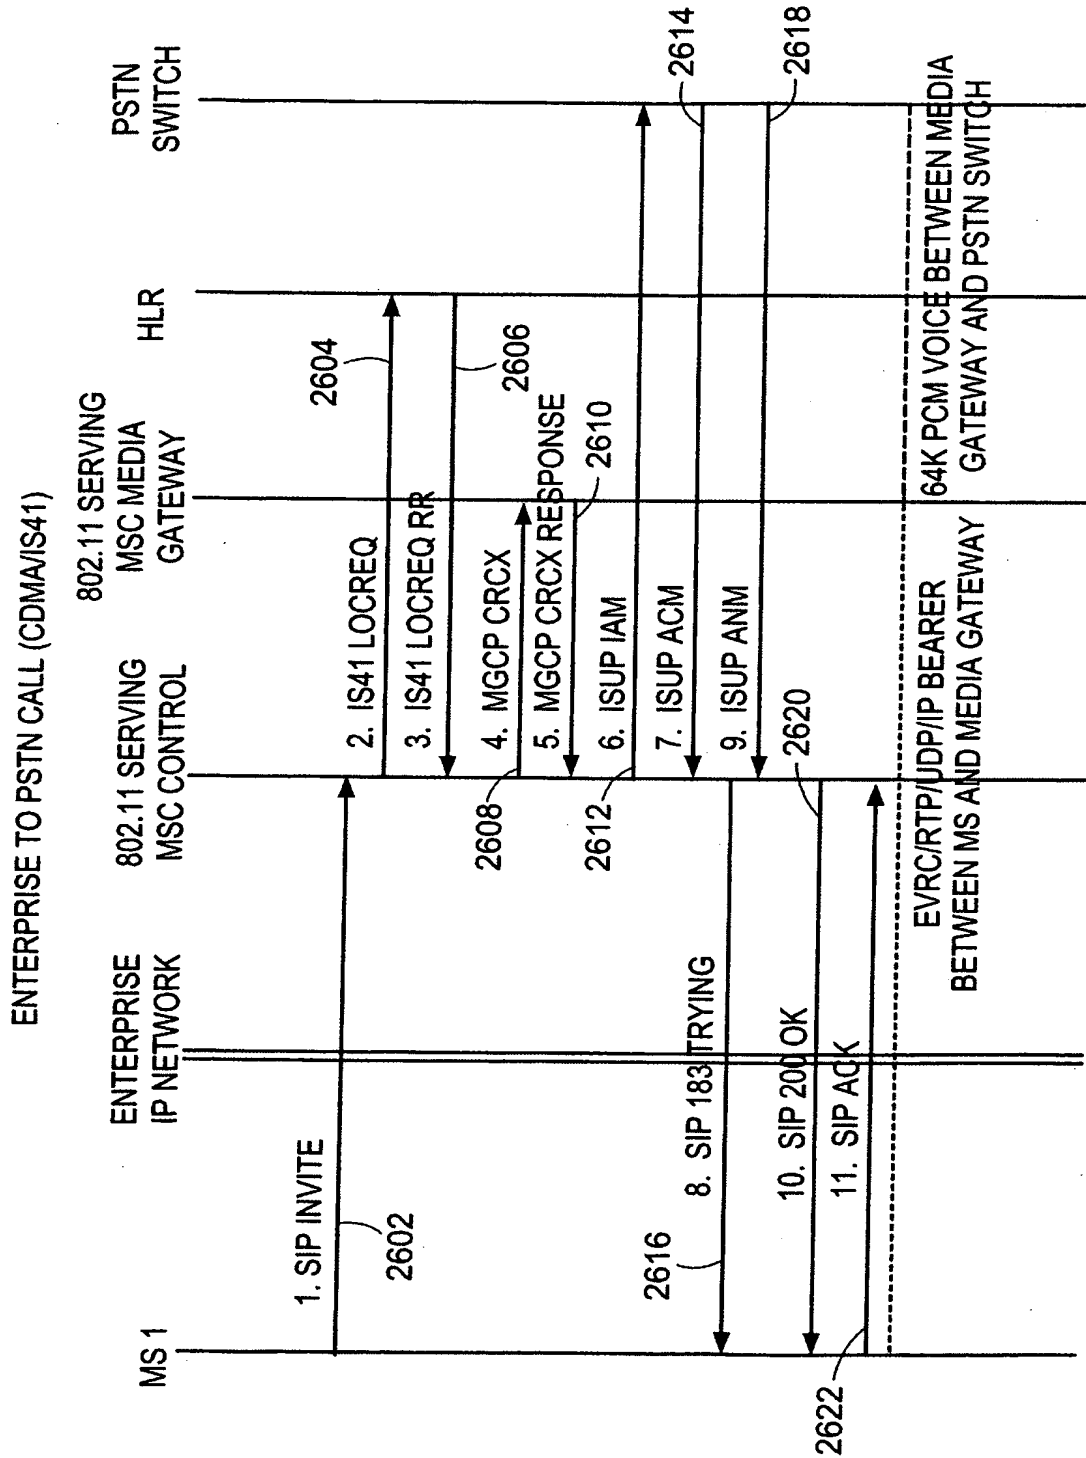 ENTERPRISE TO PSTN CALL (CDMA/IS41)
MS 1
ENTERPRISE
IP NETWORK
802.11 SERVING
MSC CONTROL
802.11 SERVING
MSC MEDIA
GATEWAY
HLR
PSTN
SWITCH
1. SIP INVITE
2602
2. IS41 LOCREQ
2604
3. IS41 LOCREQ RR
2606
4. MGCP CRCX
2608
5. MGCP CRCX RESPONSE
2610
6. ISUP IAM
2612
7. ISUP ACM
2614
8. SIP 183 TRYING
2616
9. ISUP ANM
2618
10. SIP 200 OK
2620
11. SIP ACK
2622
EVRC/RTP/UDP/IP BEARER
BETWEEN MS AND MEDIA GATEWAY
64K PCM VOICE BETWEEN MEDIA
GATEWAY AND PSTN SWITCH